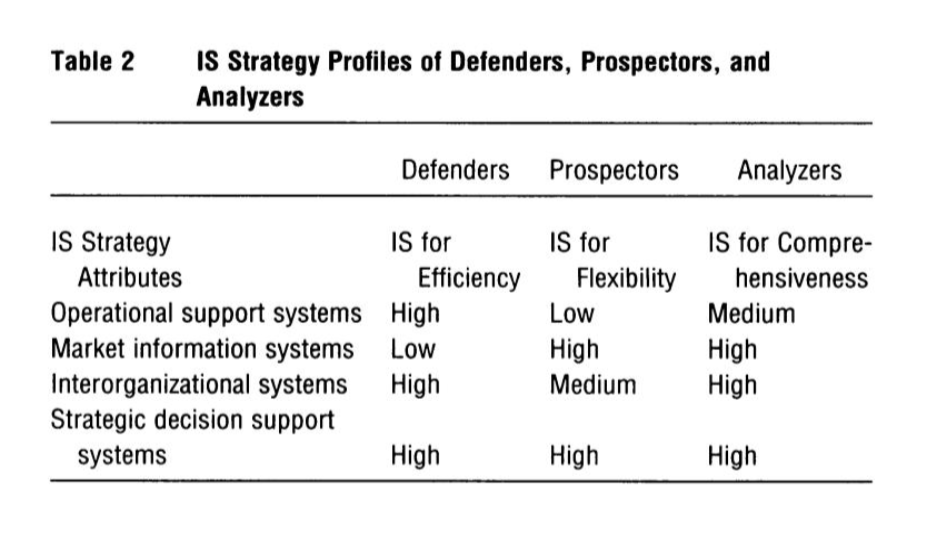 Table 2 IS Strategy Profiles of Defenders, Prospectors, and
Analyzers
Defenders Prospectors Analyzers
IS Strategy IS for IS for IS for Compre-
Attributes Efficiency Flexibility hensiveness
Operational support systems High Low Medium
Market information systems Low High High
Interorganizational systems High Medium High
Strategic decision support
systems High High High